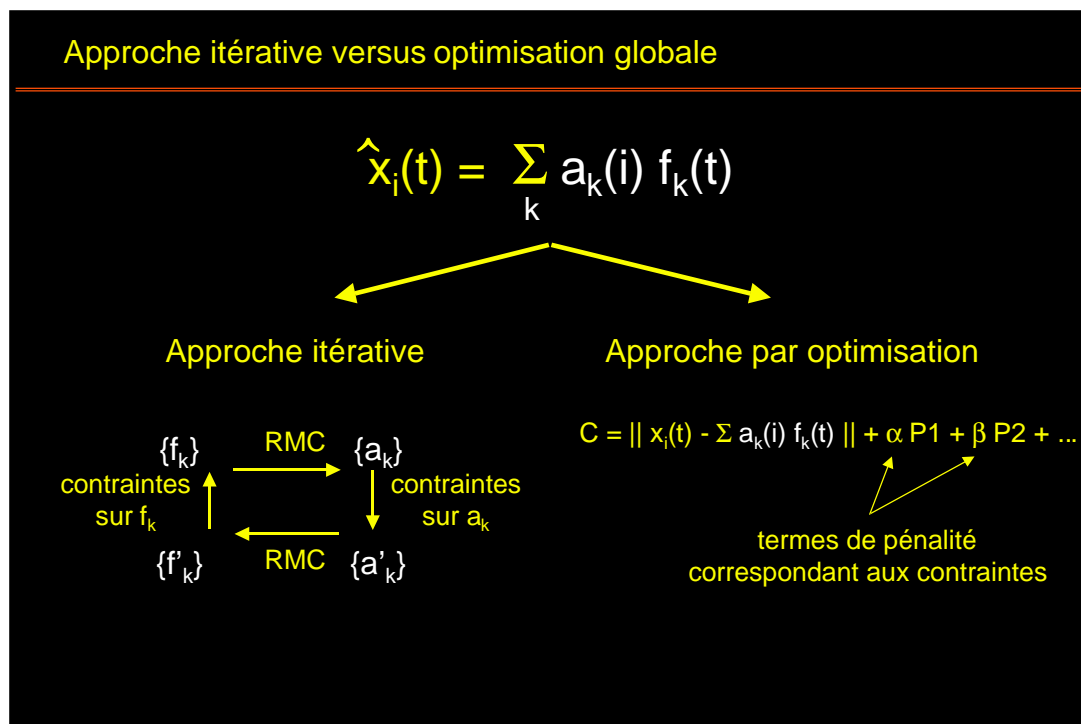 Approche itérative versus optimisation globale
x̂ᵢ(t) = Σ aₖ(i) fₖ(t)
k
Approche itérative
Approche par optimisation
{fₖ} RMC {aₖ}
contraintes
sur fₖ
contraintes
sur aₖ
{f’ₖ} RMC {a’ₖ}
C = || xᵢ(t) - Σ aₖ(i) fₖ(t) || + α P1 + β P2 + ...
termes de pénalité
correspondant aux contraintes